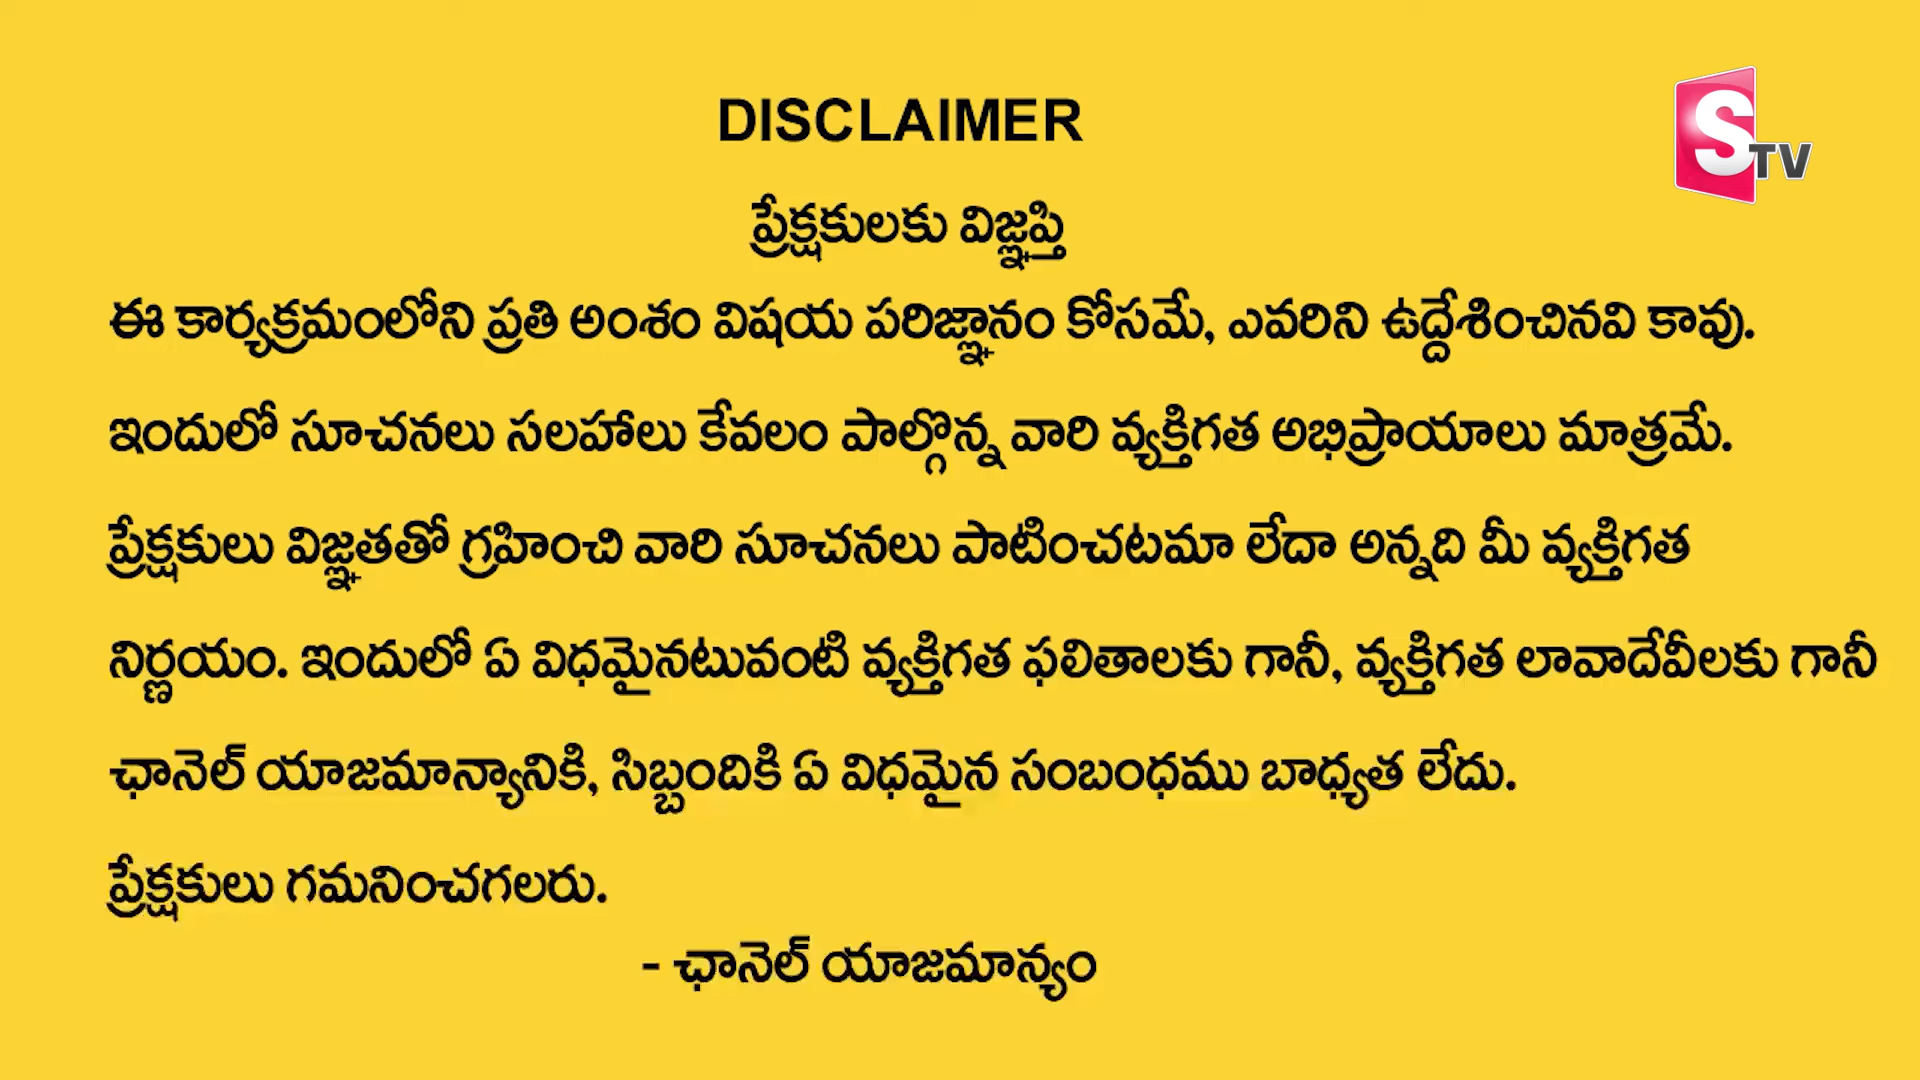 DISCLAIMER
S TV
ప్రేక్షకులకు విజ్ఞప్తి
ఈ కార్యక్రమంలోని ప్రతి అంశం విషయ పరిజ్ఞానం కోసమే, ఎవరిని ఉద్దేశించినవి కావు.
ఇందులో సూచనలు సలహాలు కేవలం పాల్గొన్న వారి వ్యక్తిగత అభిప్రాయాలు మాత్రమే.
ప్రేక్షకులు విజ్ఞతతో గ్రహించి వారి సూచనలు పాటించటమా లేదా అన్నది మీ వ్యక్తిగత
నిర్ణయం. ఇందులో ఏ విధమైనటువంటి వ్యక్తిగత ఫలితాలకు గానీ, వ్యక్తిగత లావాదేవీలకు గానీ
ఛానెల్ యాజమాన్యానికి, సిబ్బందికి ఏ విధమైన సంబంధము బాధ్యత లేదు.
ప్రేక్షకులు గమనించగలరు.
- ఛానెల్ యాజమాన్యం